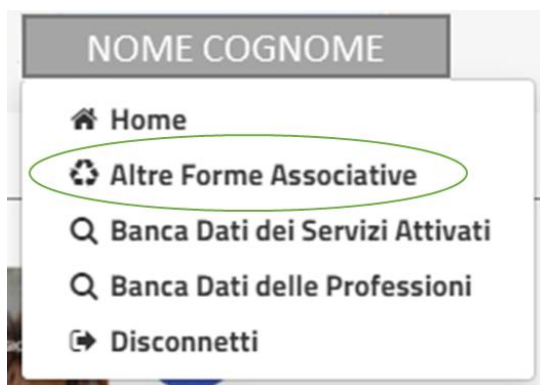 NOME COGNOME
Home
Altre Forme Associative
Banca Dati dei Servizi Attivati
Banca Dati delle Professioni
Disconnetti